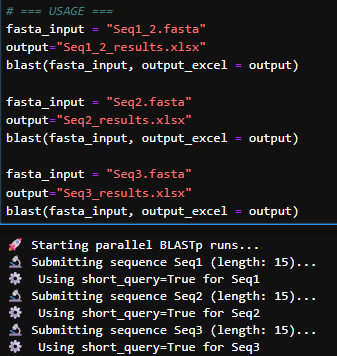 # === USAGE ===
fasta_input = "Seq1_2.fasta"
output="Seq1_2_results.xlsx"
blast(fasta_input, output_excel = output)
fasta_input = "Seq2.fasta"
output="Seq2_results.xlsx"
blast(fasta_input, output_excel = output)
fasta_input = "Seq3.fasta"
output="Seq3_results.xlsx"
blast(fasta_input, output_excel = output)
🚀 Starting parallel BLASTp runs...
🔬 Submitting sequence Seq1 (length: 15)...
⚙️ Using short_query=True for Seq1
🔬 Submitting sequence Seq2 (length: 15)...
⚙️ Using short_query=True for Seq2
🔬 Submitting sequence Seq3 (length: 15)...
⚙️ Using short_query=True for Seq3